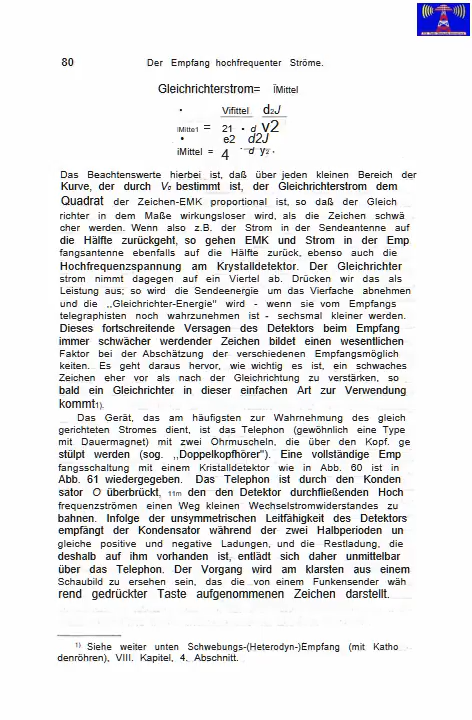 80 Der Empfang hochfrequenter Ströme.
Gleichrichterstrom= ÏMittel
• Vifittel d2J
IMitte1 = 21 • d v2
• e2 d2J
iMittel = 4 d y2 •
Das Beachtenswerte hierbei ist, daß über jeden kleinen Bereich der
Kurve, der durch Ve bestimmt ist, der Gleichrichterstrom dem
Quadrat der Zeichen-EMK proportional ist, so daß der Gleich
richter in dem Maße wirkungsloser wird, als die Zeichen schwä
cher werden. Wenn also z.B. der Strom in der Sendeantenne auf
die Hälfte zurückgeht, so gehen EMK und Strom in der Emp
fangsantenne ebenfalls auf die Hälfte zurück, ebenso auch die
Hochfrequenzspannung am Krystalldetektor. Der Gleichrichter
strom nimmt dagegen auf ein Viertel ab. Drücken wir das als
Leistung aus; so wird die Sendeenergie um das Vierfache abnehmen
und die ,,Gleichrichter-Energie" wird - wenn sie vom Empfangs
telegraphisten noch wahrzunehmen ist - sechsmal kleiner werden.
Dieses fortschreitende Versagen des Detektors beim Empfang
immer schwächer werdender Zeichen bildet einen wesentlichen
Faktor bei der Abschätzung der verschiedenen Empfangsmöglich
keiten. Es geht daraus hervor, wie wichtig es ist, ein schwaches
Zeichen eher vor als nach der Gleichrichtung zu verstärken, so
bald ein Gleichrichter in dieser einfachen Art zur Verwendung
kommt1).
Das Gerät, das am häufigsten zur Wahrnehmung des gleich
gerichteten Stromes dient, ist das Telephon (gewöhnlich eine Type
mit Dauermagnet) mit zwei Ohrmuscheln, die über den Kopf. ge
stülpt werden (sog. ,,Doppelkopfhörer"). Eine vollständige Emp
fangsschaltung mit einem Kristalldetektor wie in Abb. 60 ist in
Abb. 61 wiedergegeben. Das Telephon ist durch den Konden
sator O überbrückt, 11m den den Detektor durchfließenden Hoch
frequenzströmen einen Weg kleinen Wechselstromwiderstandes zu
bahnen. Infolge der unsymmetrischen Leitfähigkeit des Detektors
empfängt der Kondensator während der zwei Halbperioden un
gleiche positive und negative Ladungen, und die Restladung, die
deshalb auf ihm vorhanden ist, entlädt sich daher unmittelbar
über das Telephon. Der Vorgang wird am klarsten aus einem
Schaubild zu ersehen sein, das die von einem Funkensender wäh
rend gedrückter Taste aufgenommenen Zeichen darstellt.
1) Siehe weiter unten Schwebungs-(Heterodyn-)Empfang (mit Katho
denröhren), VIII. Kapitel, 4. Abschnitt.